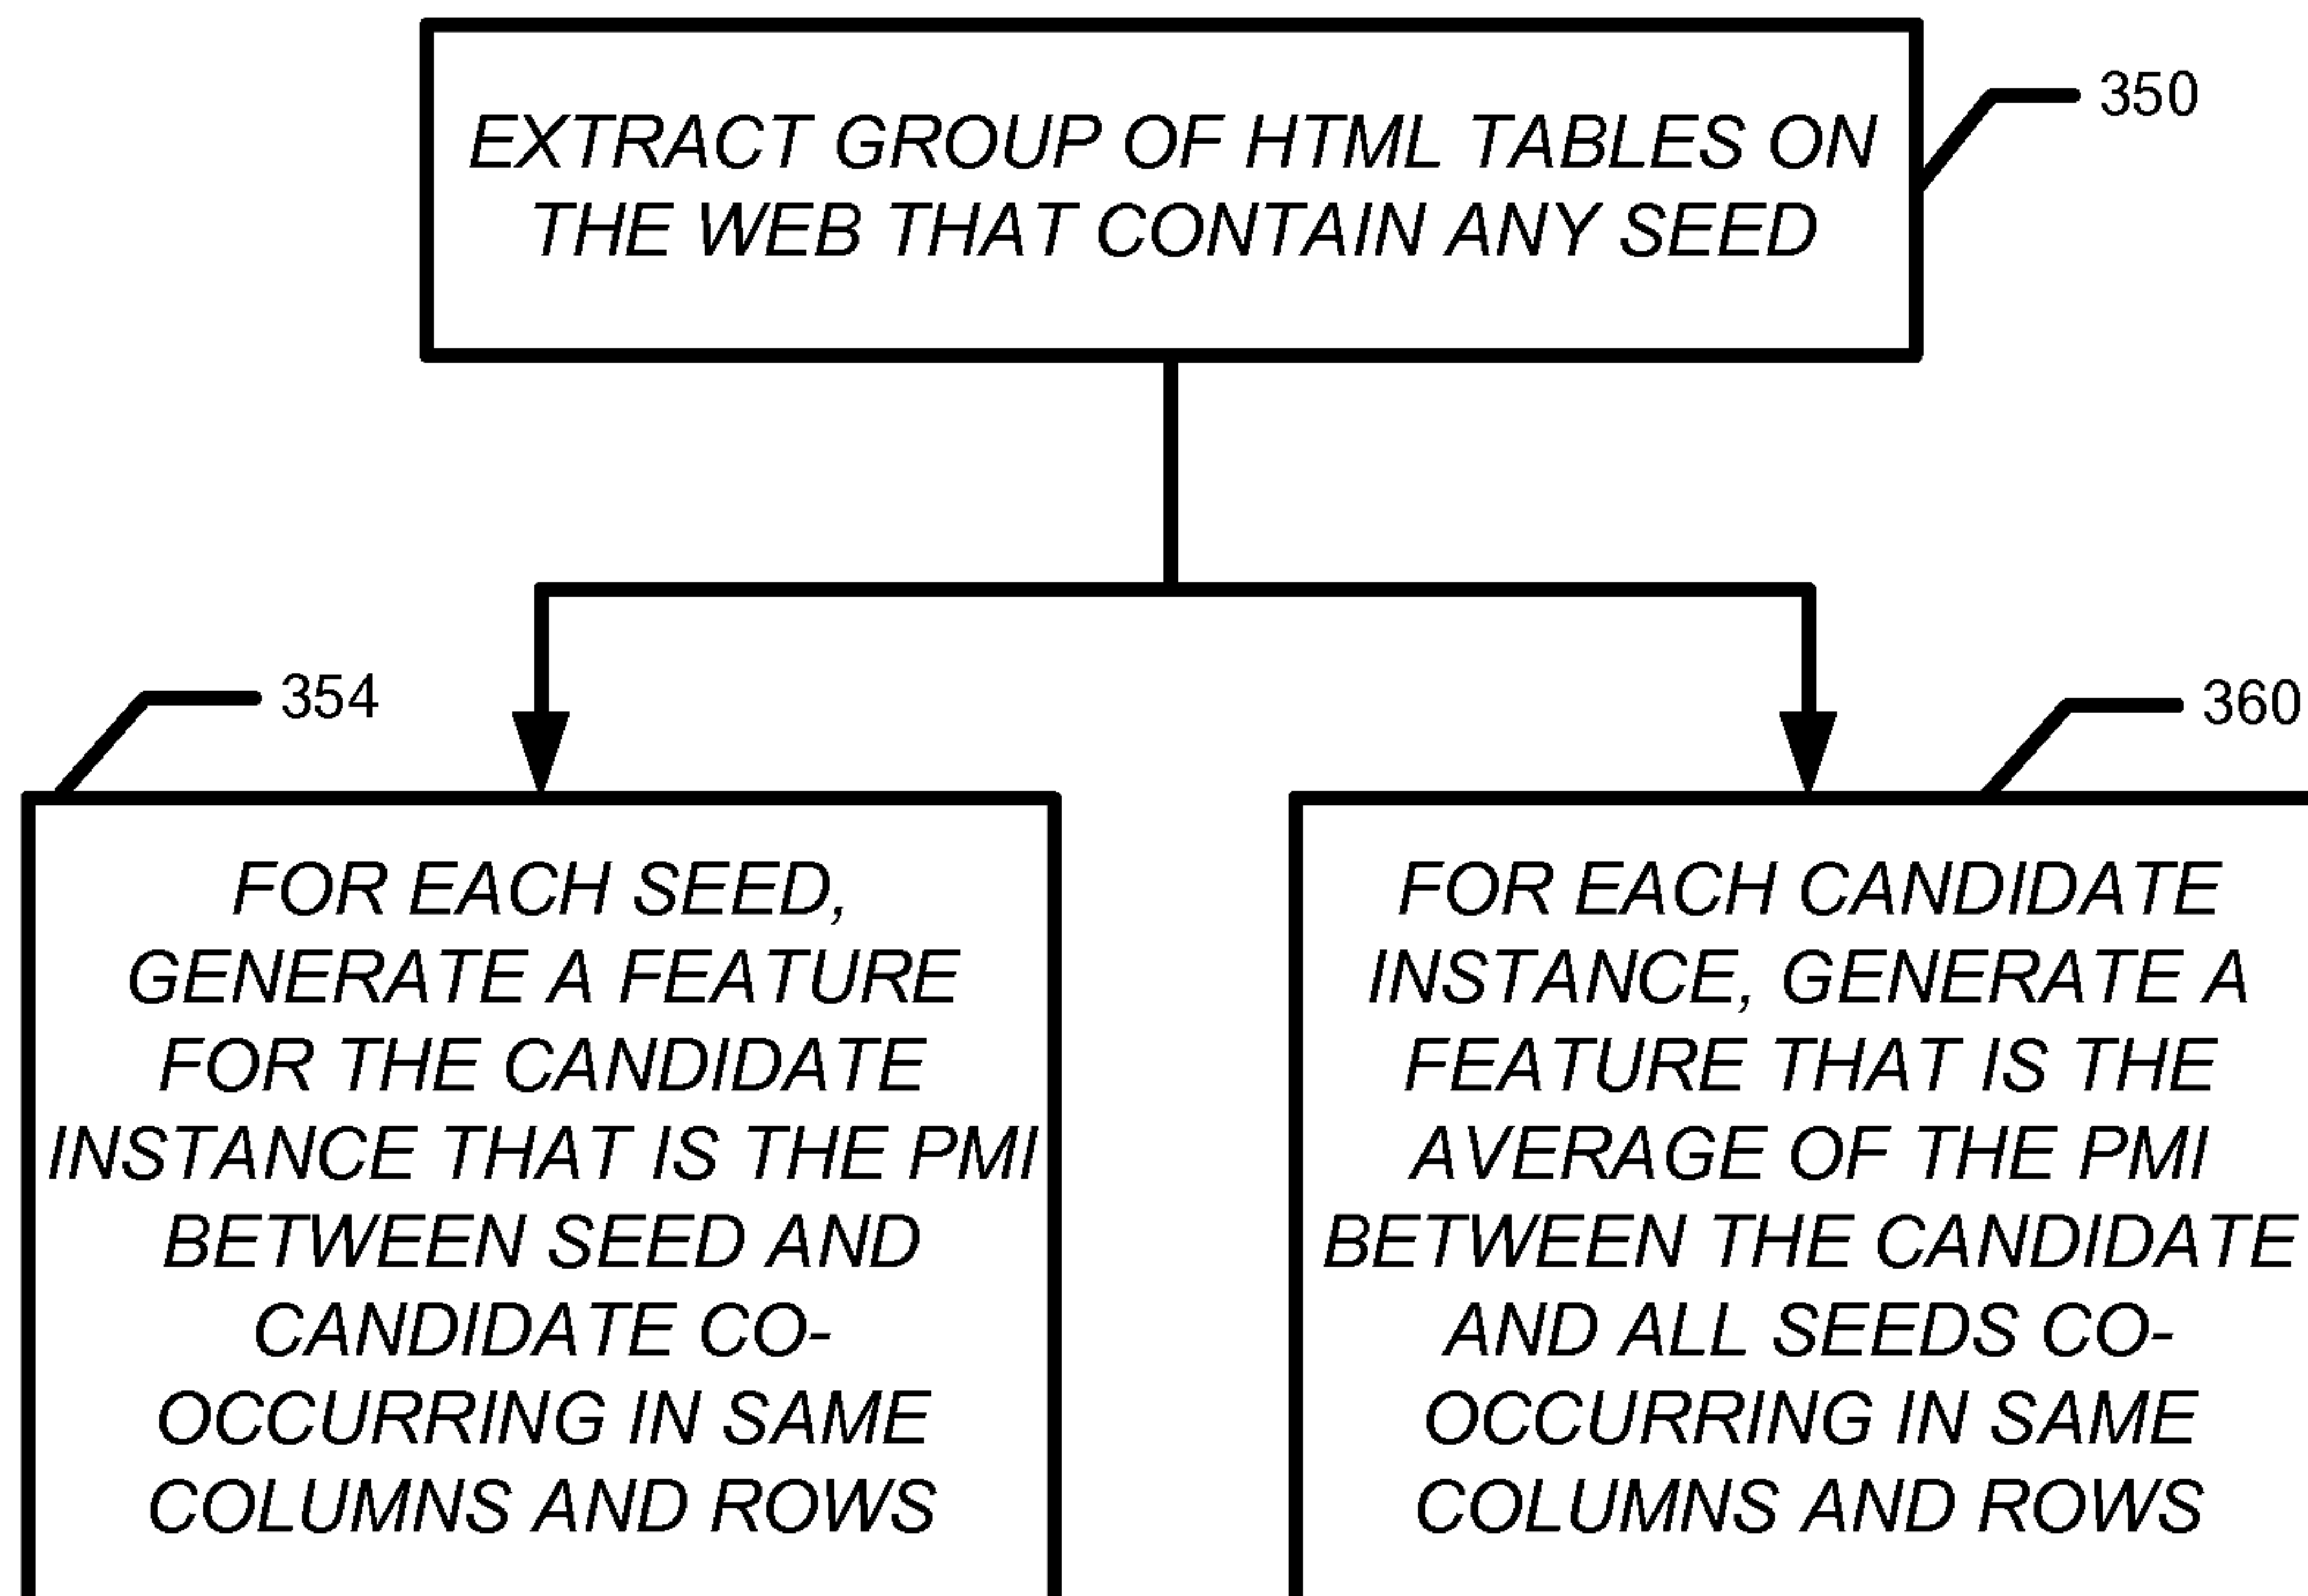 EXTRACT GROUP OF HTML TABLES ON
THE WEB THAT CONTAIN ANY SEED
350
354
FOR EACH SEED,
GENERATE A FEATURE
FOR THE CANDIDATE
INSTANCE THAT IS THE PMI
BETWEEN SEED AND
CANDIDATE CO-
OCCURRING IN SAME
COLUMNS AND ROWS
360
FOR EACH CANDIDATE
INSTANCE, GENERATE A
FEATURE THAT IS THE
AVERAGE OF THE PMI
BETWEEN THE CANDIDATE
AND ALL SEEDS CO-
OCCURRING IN SAME
COLUMNS AND ROWS